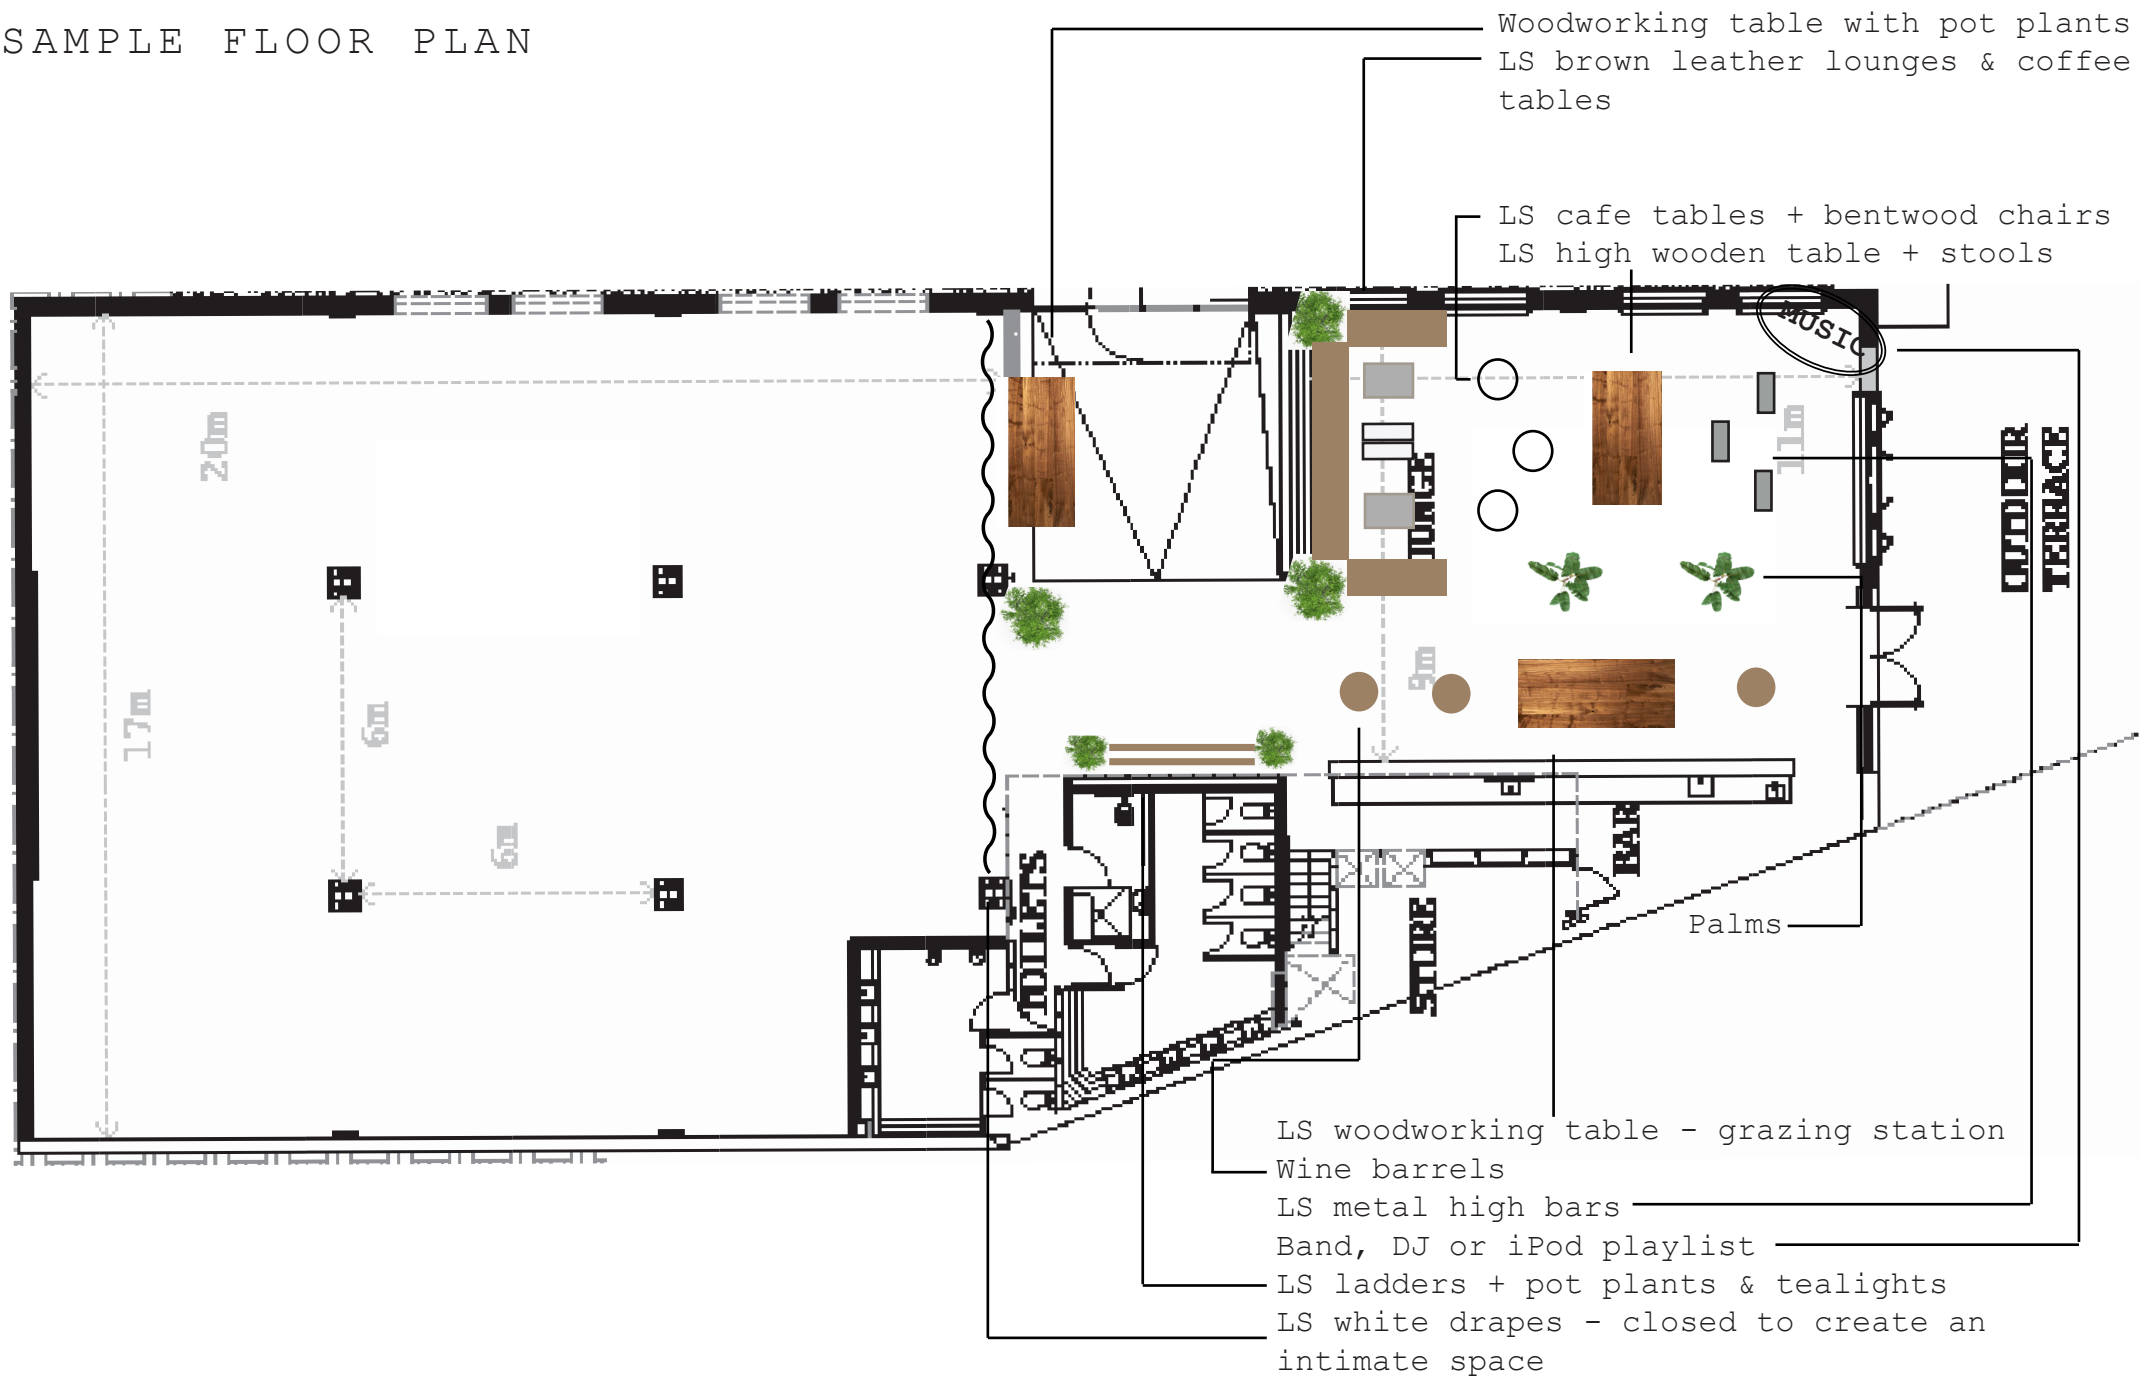 SAMPLE FLOOR PLAN
Woodworking table with pot plants
LS brown leather lounges & coffee
tables
LS cafe tables + bentwood chairs
LS high wooden table + stools
MUSIC
20m
11m
OUTDOOR
TERRACE
17m
6m
9m
6m
BAR
TOILETS
STORE
Palms
LS woodworking table - grazing station
Wine barrels
LS metal high bars
Band, DJ or iPod playlist
LS ladders + pot plants & tealights
LS white drapes - closed to create an
intimate space